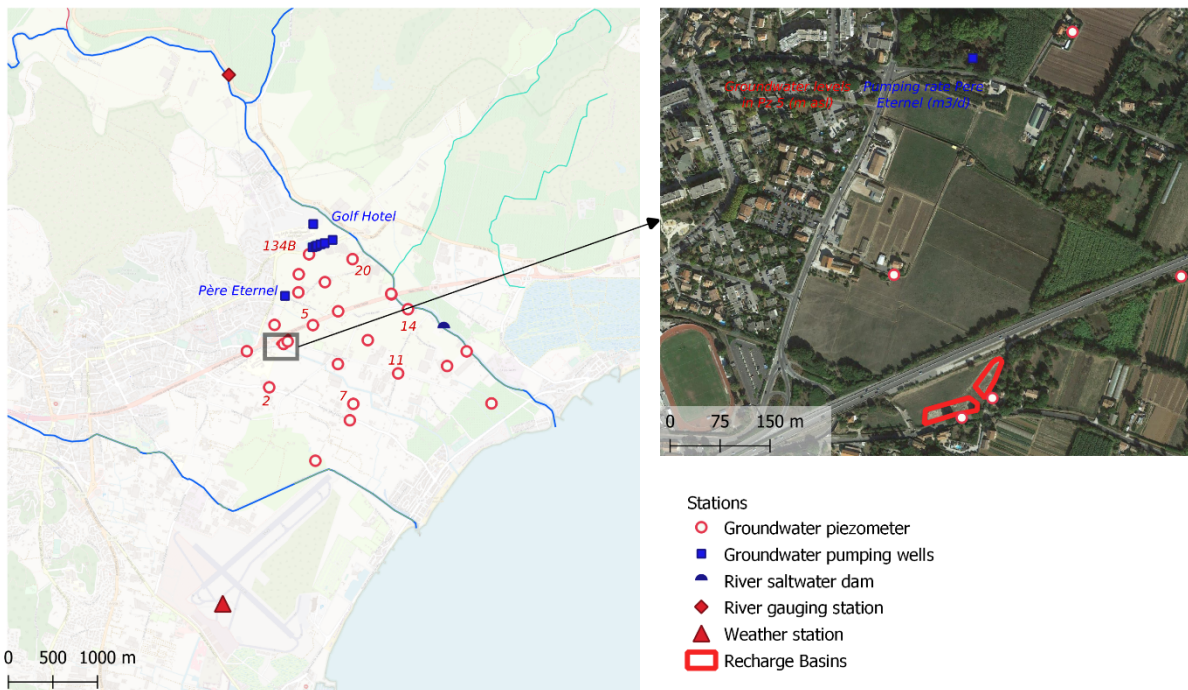 Golf Hotel
134B
20
Père Eternel
5
14
11
2
7
0 500 1000 m
Groundwater levels
in Pz 5 (m asl)
Pumping rate Père
Eternel (m3/d)
0 75 150 m
Stations
Groundwater piezometer
Groundwater pumping wells
River saltwater dam
River gauging station
Weather station
Recharge Basins